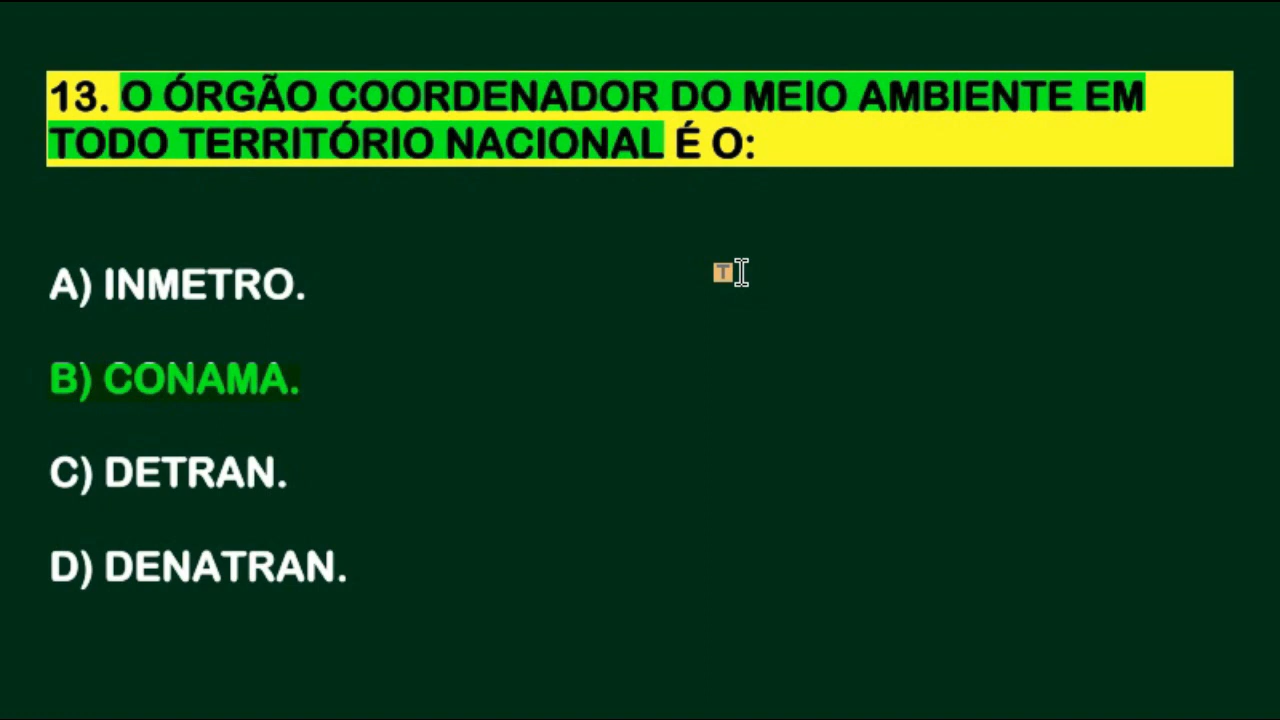 13. O ÓRGÃO COORDENADOR DO MEIO AMBIENTE EM
TODO TERRITÓRIO NACIONAL É O:
T
A) INMETRO.
B) CONAMA.
C) DETRAN.
D) DENATRAN.